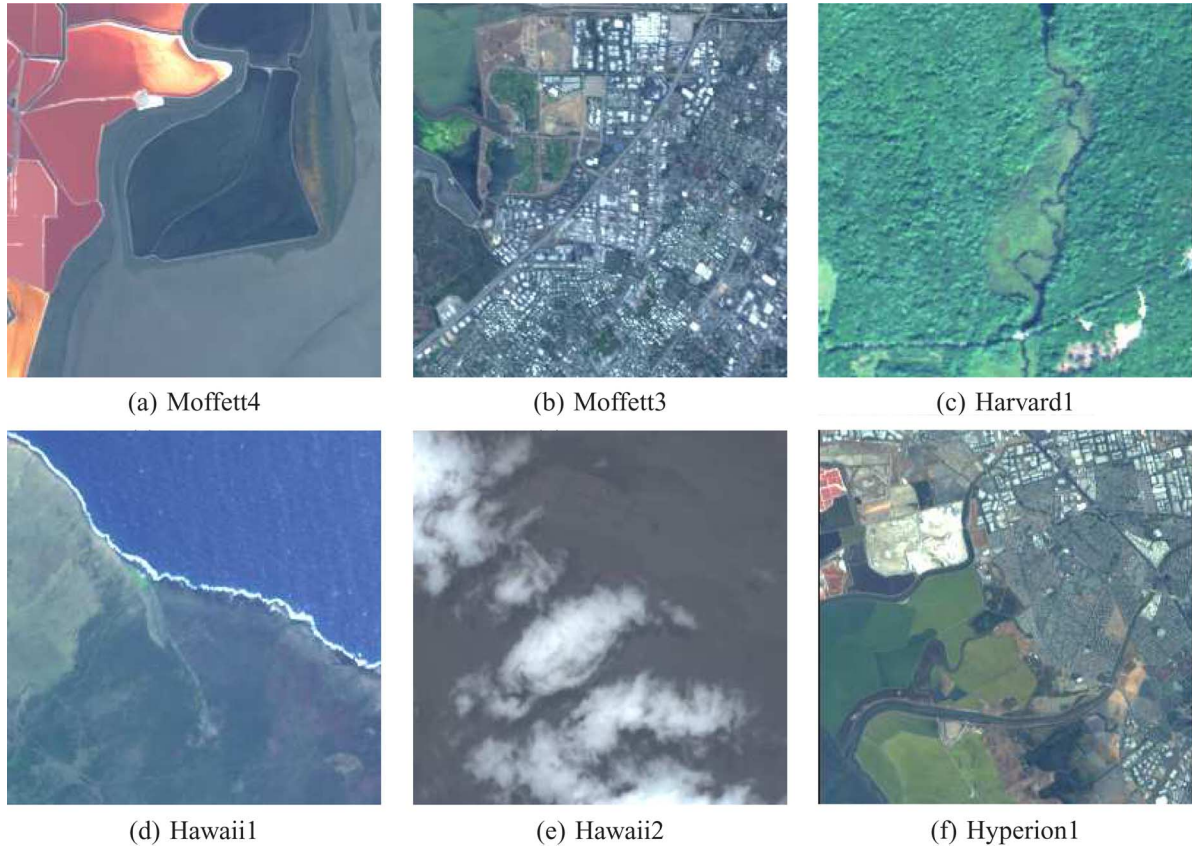 (a) Moffett4
(b) Moffett3
(c) Harvard1
(d) Hawaii1
(e) Hawaii2
(f) Hyperion1